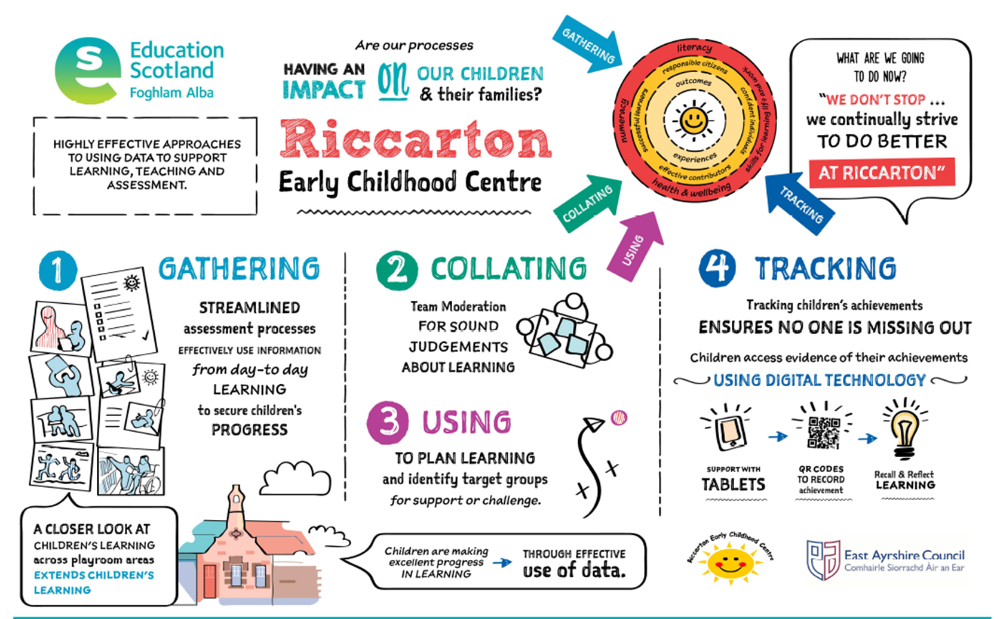 Education
Scotland
Foghlam Alba
HIGHLY EFFECTIVE APPROACHES
TO USING DATA TO SUPPORT
LEARNING, TEACHING AND
ASSESSMENT.
Are our processes
HAVING AN
IMPACT
on
OUR CHILDREN
& their families?
Riccarton
Early Childhood Centre
GATHERING
COLLATING
USING
TRACKING
literacy
numeracy
health & wellbeing
skills for learning life and work
responsible citizens
successful learners
confident individuals
effective contributors
outcomes
experiences
WHAT ARE WE GOING
TO DO NOW?
"WE DON'T STOP ...
we continually strive
TO DO BETTER
AT RICCARTON"
1 GATHERING
STREAMLINED
assessment processes
EFFECTIVELY USE INFORMATION
from day-to day
LEARNING
to secure children's
PROGRESS
A CLOSER LOOK AT
CHILDREN'S LEARNING
across playroom areas
EXTENDS CHILDREN'S
LEARNING
2 COLLATING
Team Moderation
FOR SOUND
JUDGEMENTS
ABOUT LEARNING
3 USING
TO PLAN LEARNING
and identify target groups
for support or challenge.
Children are making
excellent progress
IN LEARNING
THROUGH EFFECTIVE
use of data.
4 TRACKING
Tracking children's achievements
ENSURES NO ONE IS MISSING OUT
Children access evidence of their achievements
USING DIGITAL TECHNOLOGY
SUPPORT WITH
TABLETS
QR CODES
TO RECORD
achievement
Recall & Reflect
LEARNING
Riccarton Early Childhood Centre
East Ayrshire Council
Comhairle Siorrachd Àir an Ear